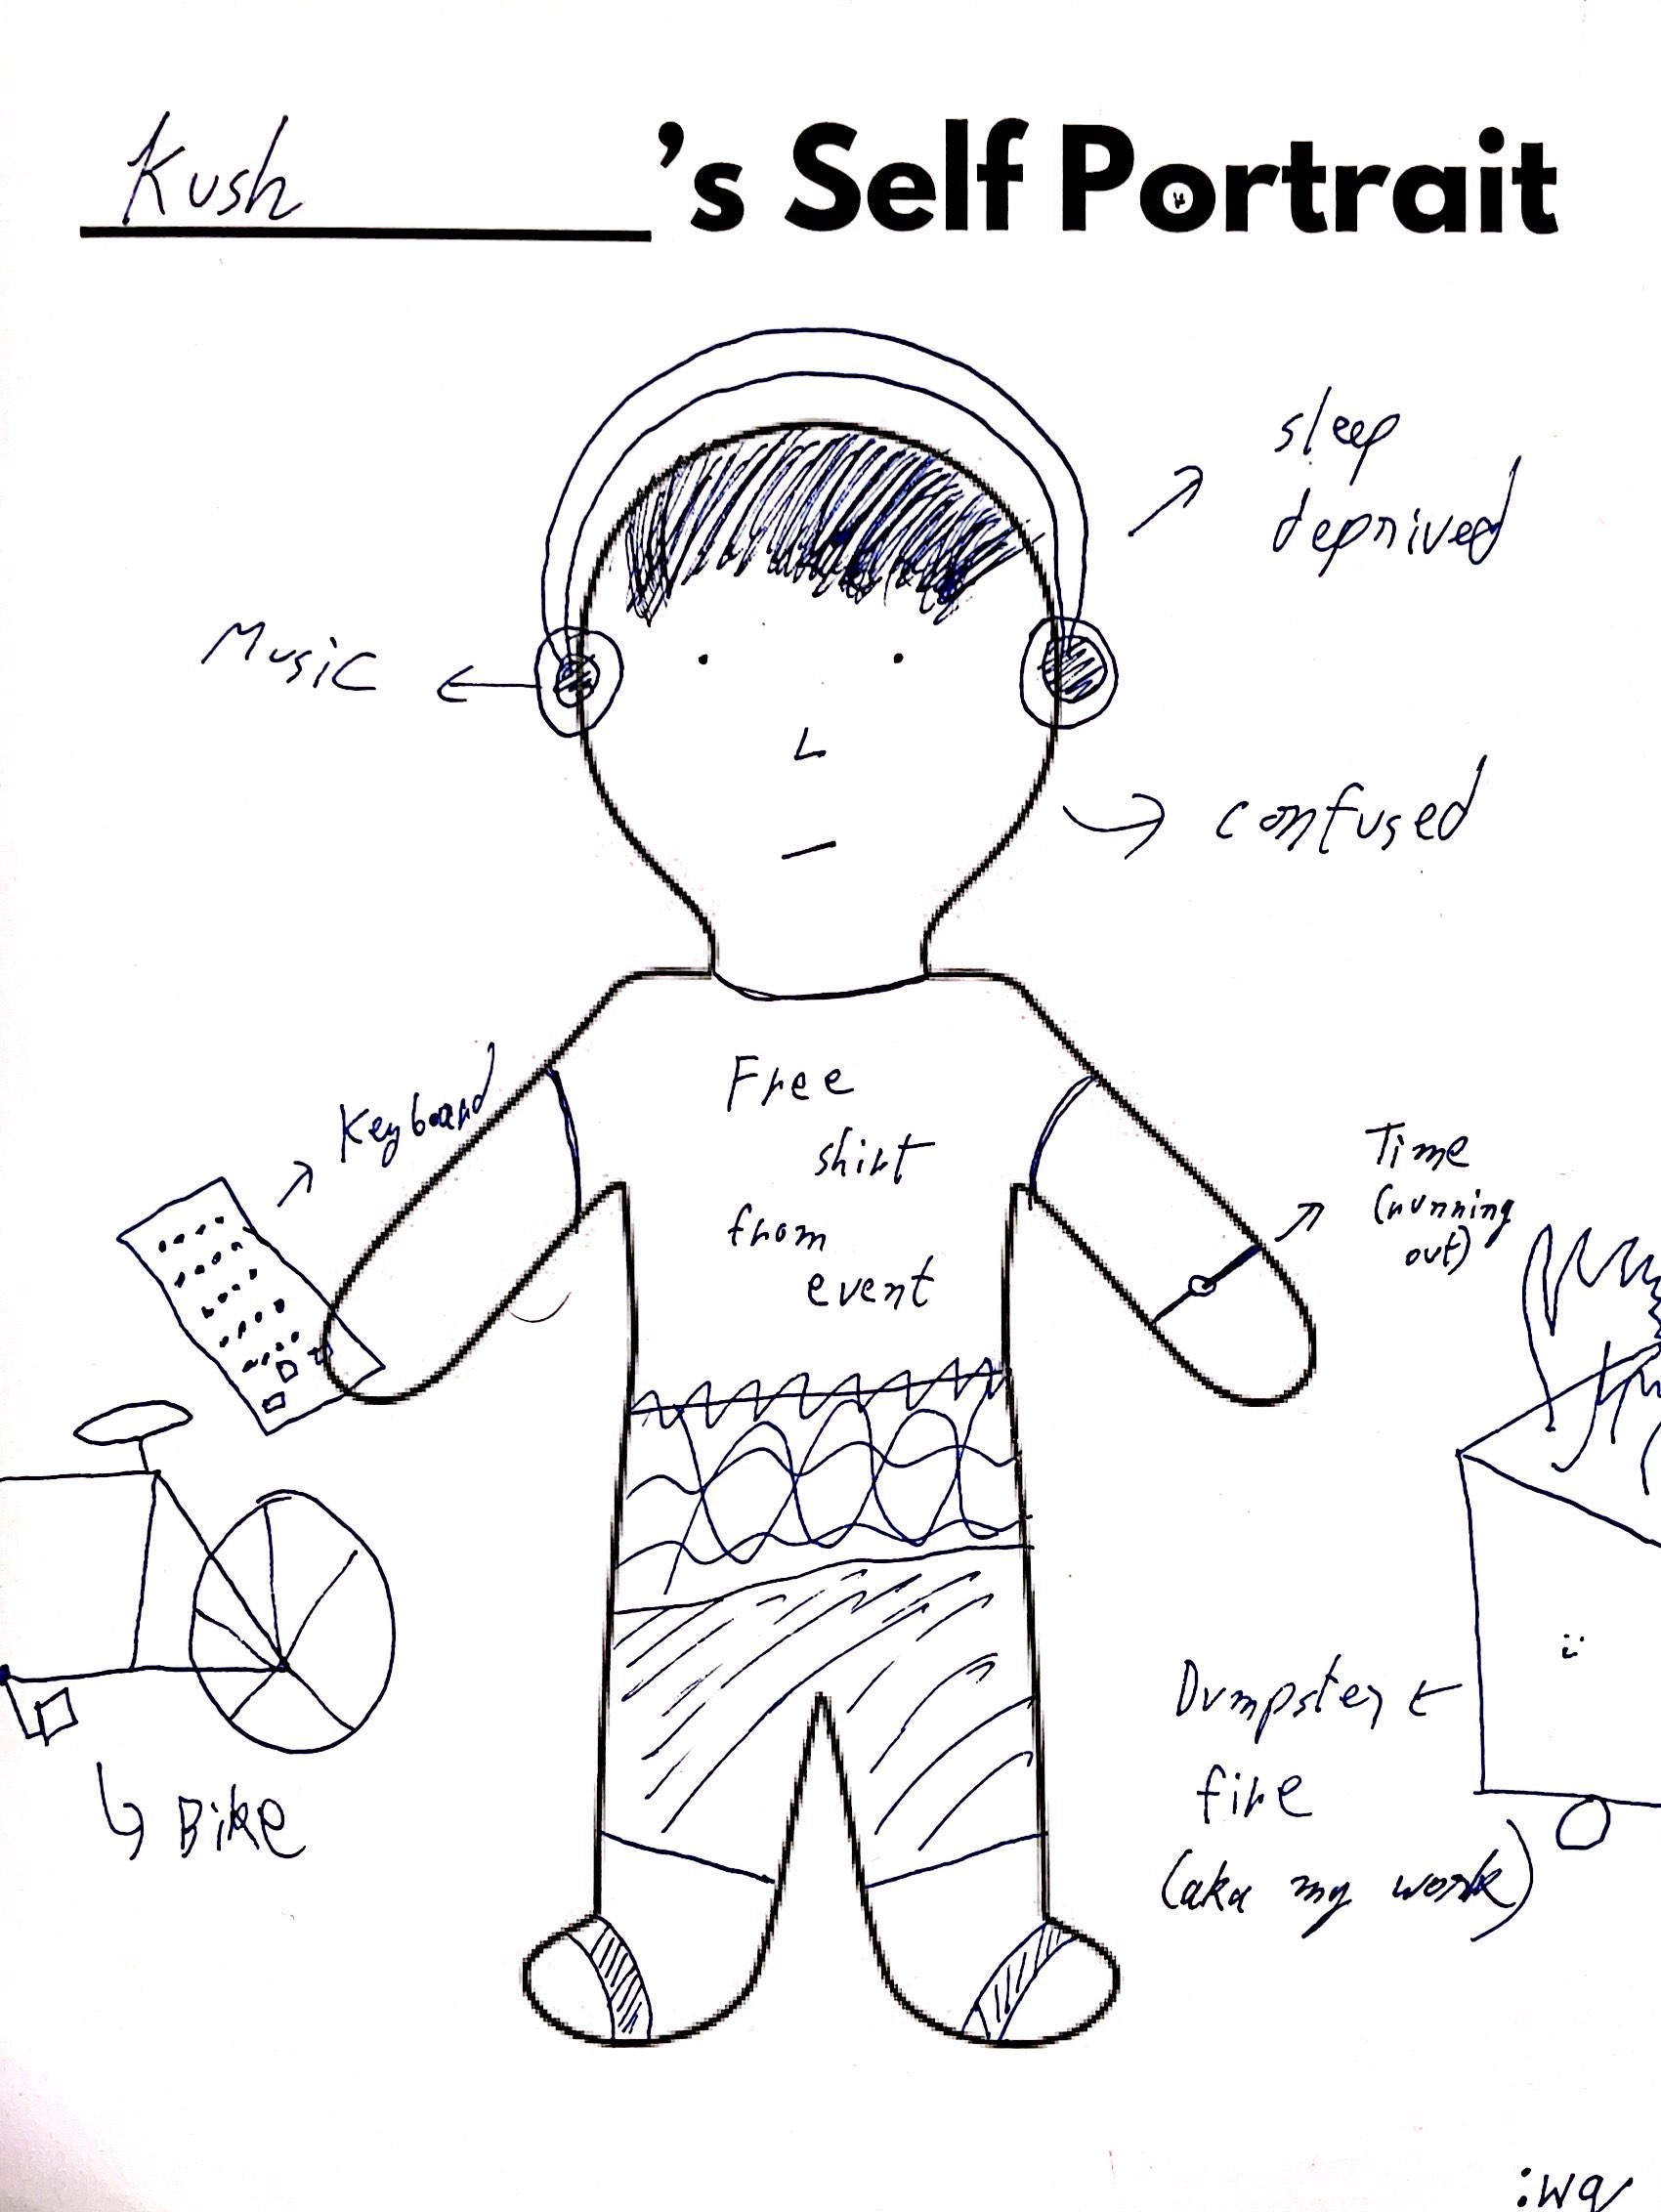 Kush's Self Portrait
sleep
deprived
Music
confused
Keyboard
Free
shirt
from
event
Time
(running
out)
Bike
Dumpster
fire
(aka my work)
:wq